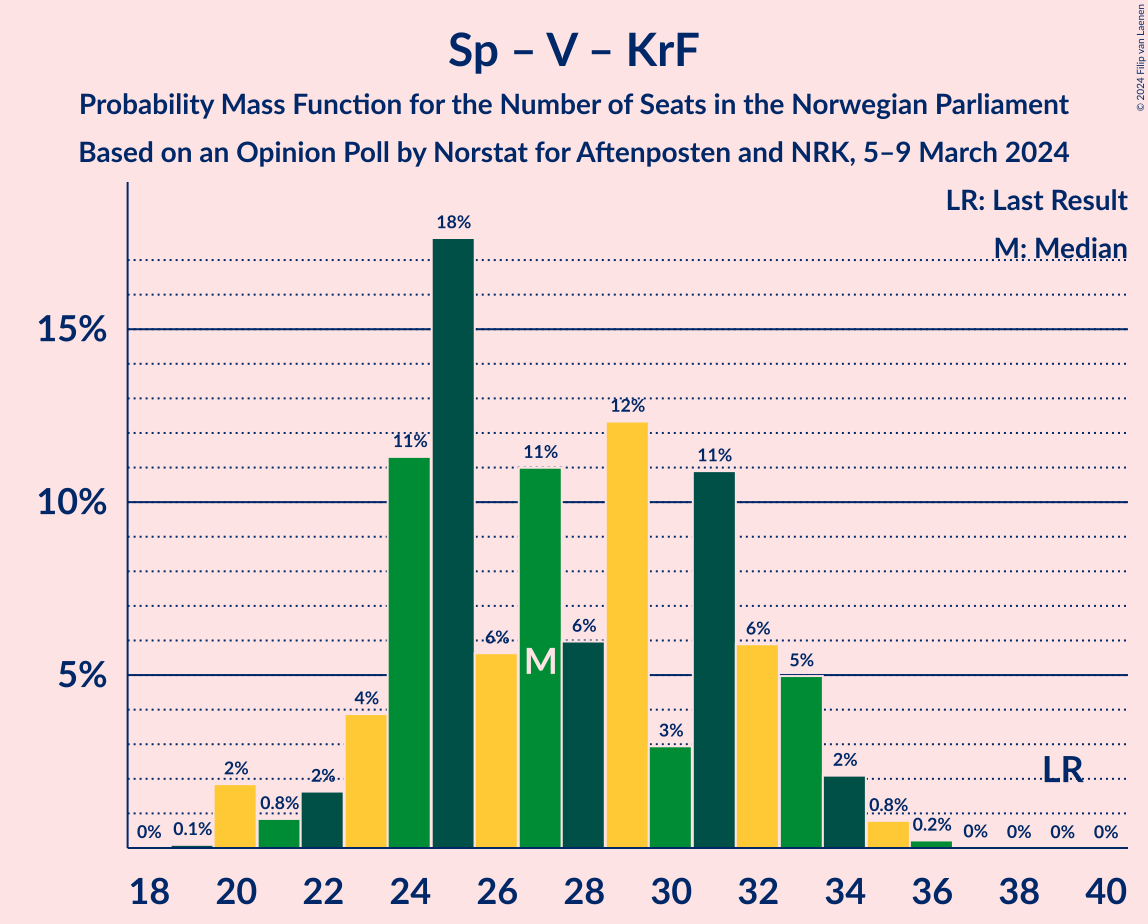 Sp – V – KrF
Probability Mass Function for the Number of Seats in the Norwegian Parliament
Based on an Opinion Poll by Norstat for Aftenposten and NRK, 5–9 March 2024
© 2024 Filip van Laenen
LR: Last Result
M: Median
15%
10%
5%
0%
0.1%
2%
0.8%
2%
4%
11%
18%
6%
11%
6%
12%
3%
11%
6%
5%
2%
0.8%
0.2%
0%
0%
0%
0%
M
LR
18 20 22 24 26 28 30 32 34 36 38 40